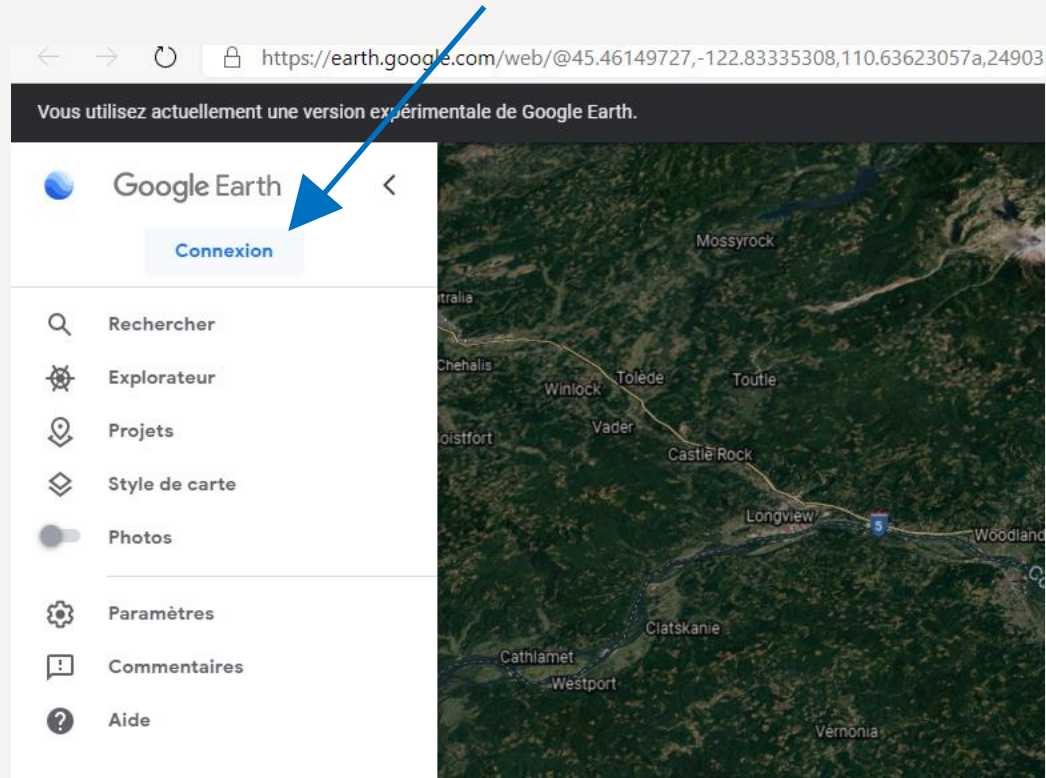 https://earth.google.com/web/@45.46149727,-122.83335308,110.63623057a,24903
Vous utilisez actuellement une version expérimentale de Google Earth.
Google Earth
Connexion
Rechercher
Explorateur
Projets
Style de carte
Photos
Paramètres
Commentaires
Aide
Mossyrock
tralia
Chehalis
Winlock
Tolède
Toutle
Vader
oistfort
Castle Rock
Longview
5
Woodland
Co
Clatskanie
Cathlamet
Westport
Vernonia